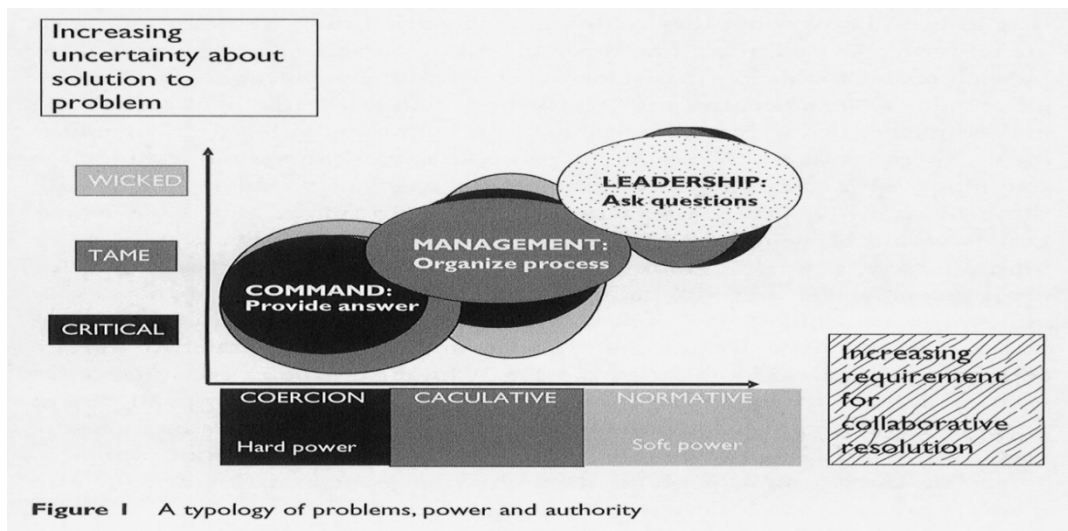 Increasing
uncertainty about
solution to
problem
WICKED
LEADERSHIP:
Ask questions
TAME
MANAGEMENT:
Organize process
COMMAND:
Provide answer
CRITICAL
Increasing
requirement
for
collaborative
resolution
COERCION
CACULATIVE
NORMATIVE
Hard power
Soft power
Figure 1 A typology of problems, power and authority